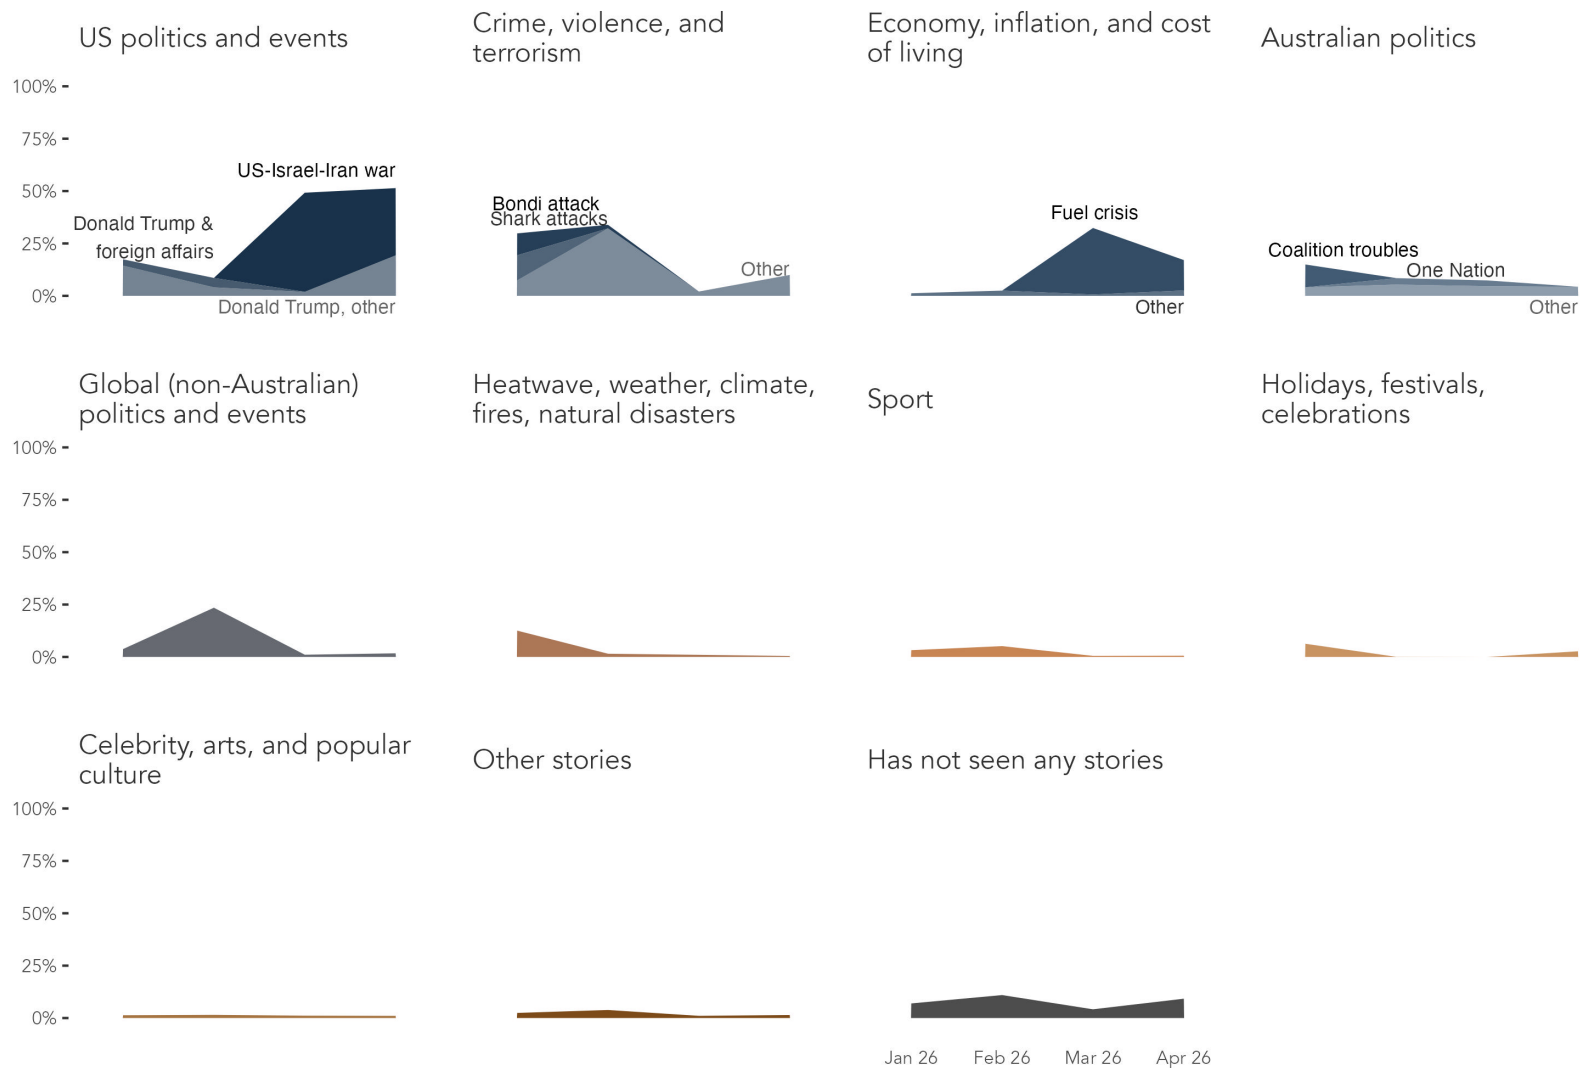 US politics and events
Crime, violence, and
terrorism
Economy, inflation, and cost
of living
Australian politics
100%
75%
50%
25%
0%
US-Israel-Iran war
Donald Trump &
foreign affairs
Donald Trump, other
Bondi attack
Shark attacks
Other
Fuel crisis
Other
Coalition troubles
One Nation
Other
Global (non-Australian)
politics and events
Heatwave, weather, climate,
fires, natural disasters
Sport
Holidays, festivals,
celebrations
100%
75%
50%
25%
0%
Celebrity, arts, and popular
culture
Other stories
Has not seen any stories
100%
75%
50%
25%
0%
Jan 26 Feb 26 Mar 26 Apr 26